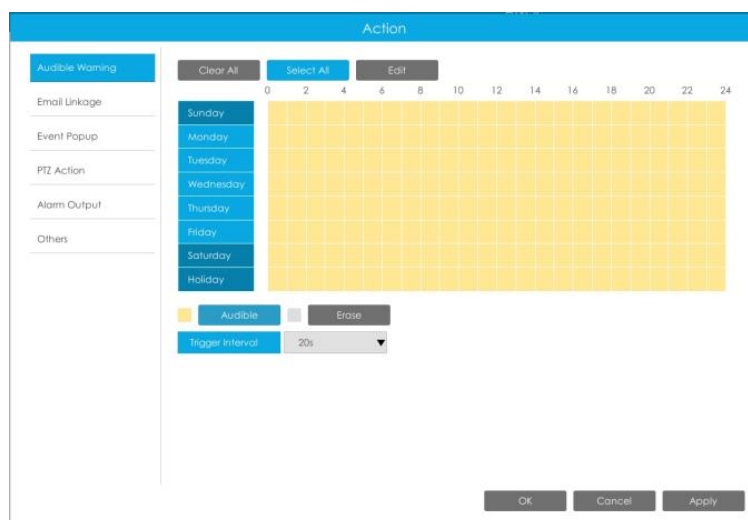 Action
Audible Warning
Email Linkage
Event Popup
PTZ Action
Alarm Output
Others
Clear All Select All Edit
0 2 4 6 8 10 12 14 16 18 20 22 24
Sunday
Monday
Tuesday
Wednesday
Thursday
Friday
Saturday
Holiday
Audible Erase
Trigger Interval 20s
OK Cancel Apply